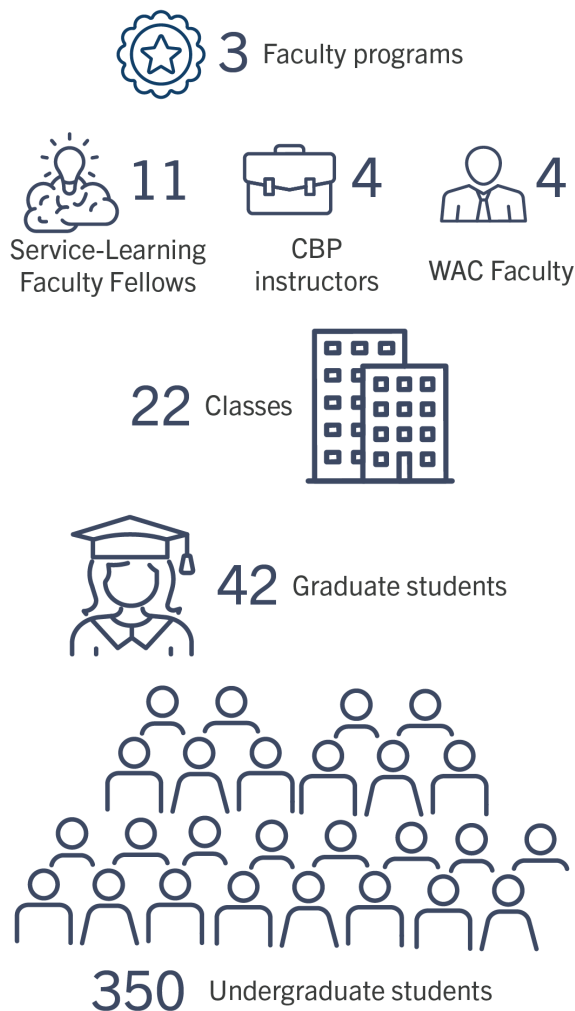 3 Faculty programs
11
4
4
Service-Learning
Faculty Fellows
CBP
instructors
WAC Faculty
22 Classes
42 Graduate students
350 Undergraduate students